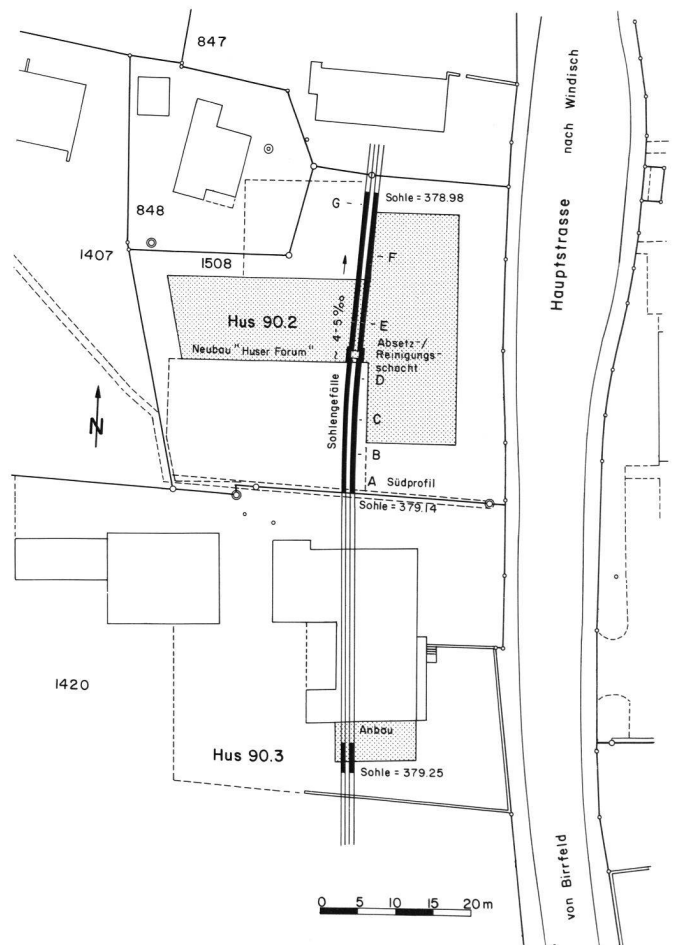 847
nach Windisch
G
Sohle = 378.98
848
Hauptstrasse
1407
1508
F
Hus 90.2
4-5 ‰
E
Neubau "Huser Forum"
Absetz-/
Reinigungs-
schacht
Sohlengefälle
~
D
N
C
B
A
Südprofil
Sohle = 379.14
1420
Anbau
Hus 90.3
Sohle = 379.25
von Birrfeld
0 5 10 15 20 m